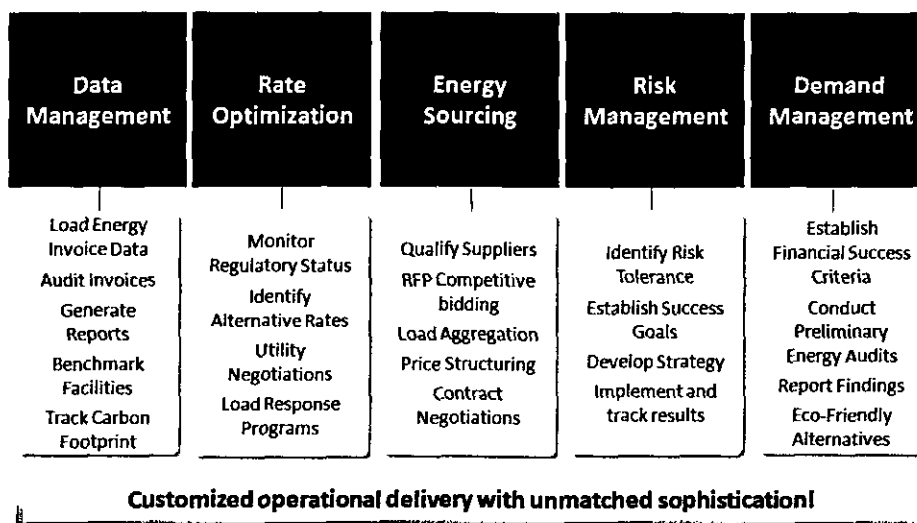 Data
Management
Rate
Optimization
Energy
Sourcing
Risk
Management
Demand
Management
Load Energy
Invoice Data
Audit Invoices
Generate
Reports
Benchmark
Facilities
Track Carbon
Footprint
Monitor
Regulatory Status
Identify
Alternative Rates
Utility
Negotiations
Load Response
Programs
Qualify Suppliers
RFP Competitive
bidding
Load Aggregation
Price Structuring
Contract
Negotiations
Identify Risk
Tolerance
Establish Success
Goals
Develop Strategy
Implement and
track results
Establish
Financial Success
Criteria
Conduct
Preliminary
Energy Audits
Report Findings
Eco-Friendly
Alternatives
Customized operational delivery with unmatched sophistication!